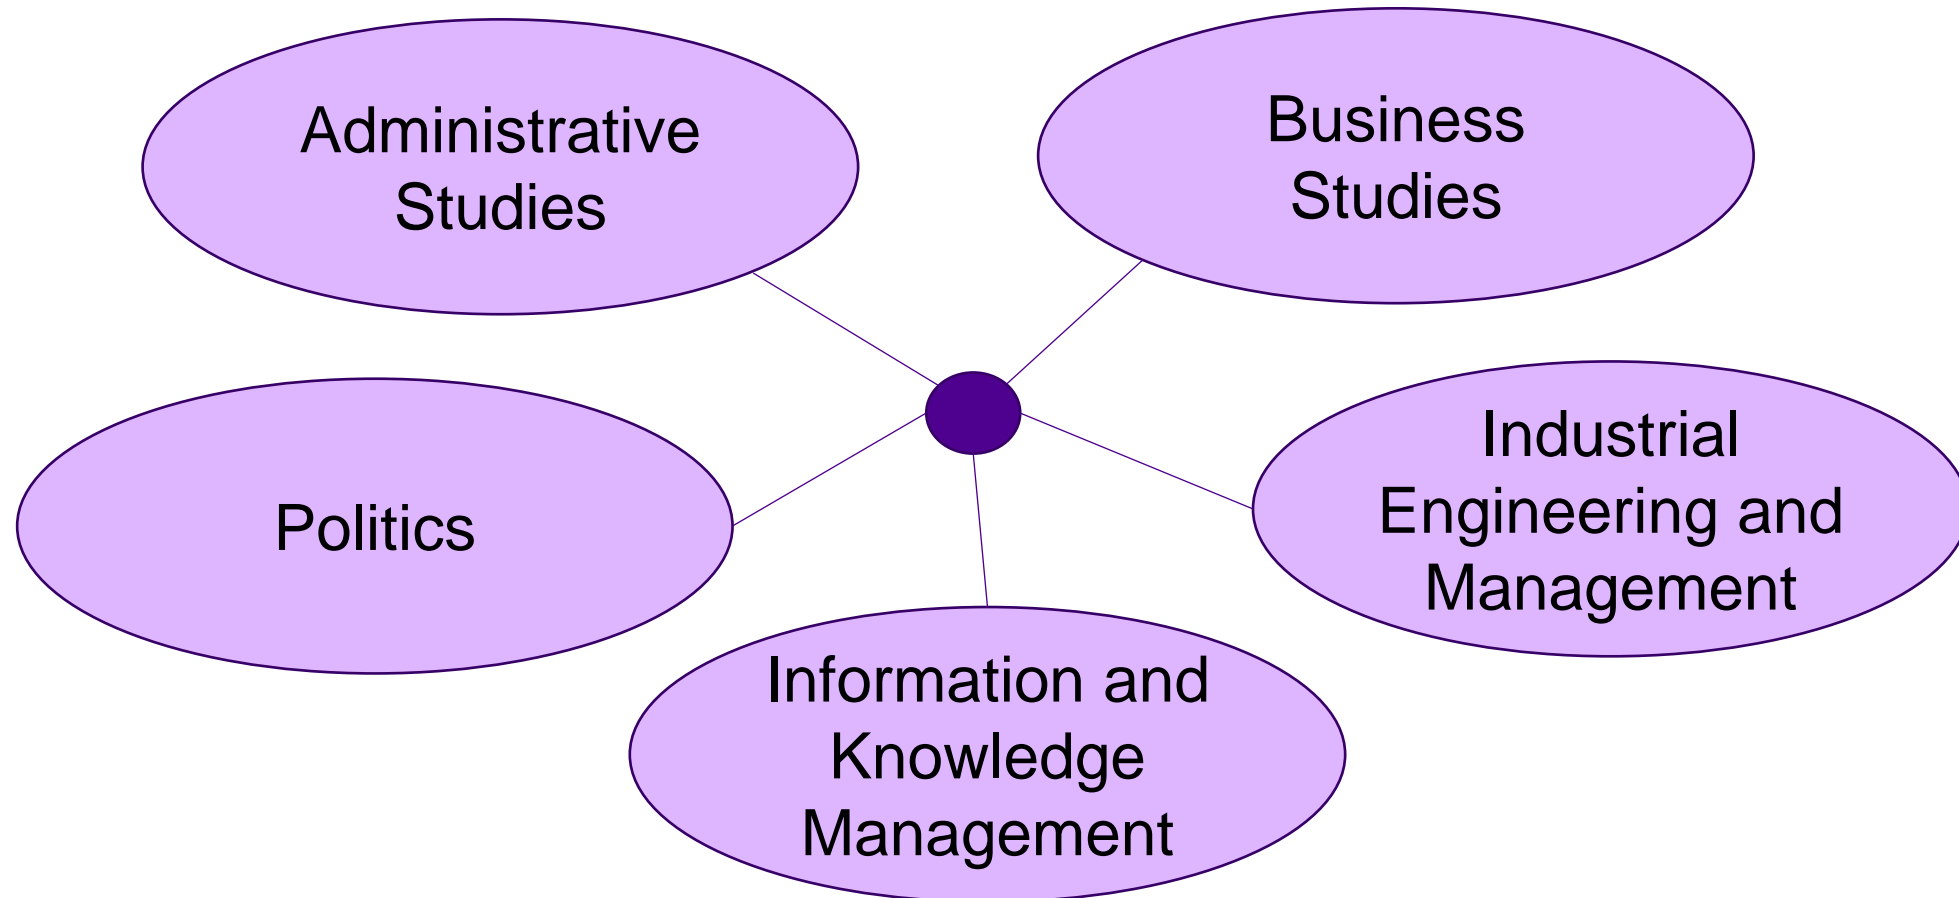 Administrative
Studies
Business
Studies
Politics
Industrial
Engineering and
Management
Information and
Knowledge
Management